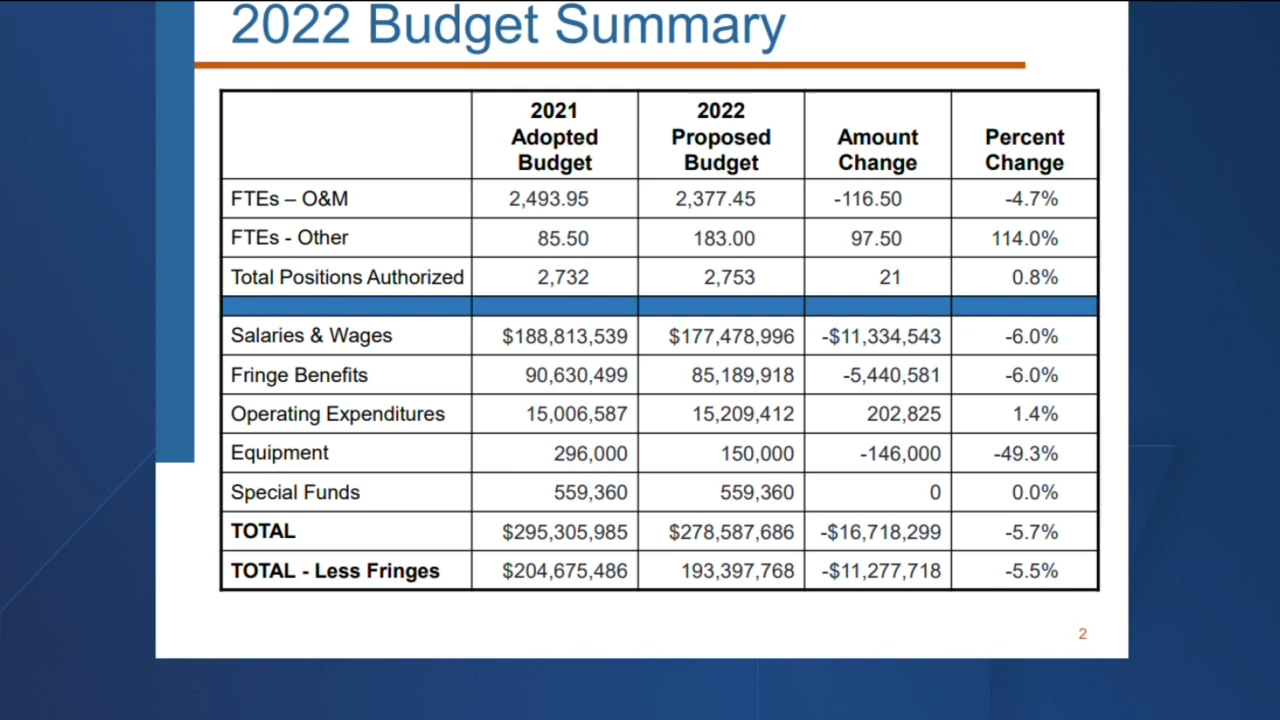 2022 Budget Summary
2021 Adopted Budget 2022 Proposed Budget Amount Change Percent Change
FTEs – O&M 2,493.95 2,377.45 -116.50 -4.7%
FTEs - Other 85.50 183.00 97.50 114.0%
Total Positions Authorized 2,732 2,753 21 0.8%
Salaries & Wages $188,813,539 $177,478,996 -$11,334,543 -6.0%
Fringe Benefits 90,630,499 85,189,918 -5,440,581 -6.0%
Operating Expenditures 15,006,587 15,209,412 202,825 1.4%
Equipment 296,000 150,000 -146,000 -49.3%
Special Funds 559,360 559,360 0 0.0%
TOTAL $295,305,985 $278,587,686 -$16,718,299 -5.7%
TOTAL - Less Fringes $204,675,486 193,397,768 -$11,277,718 -5.5%
2